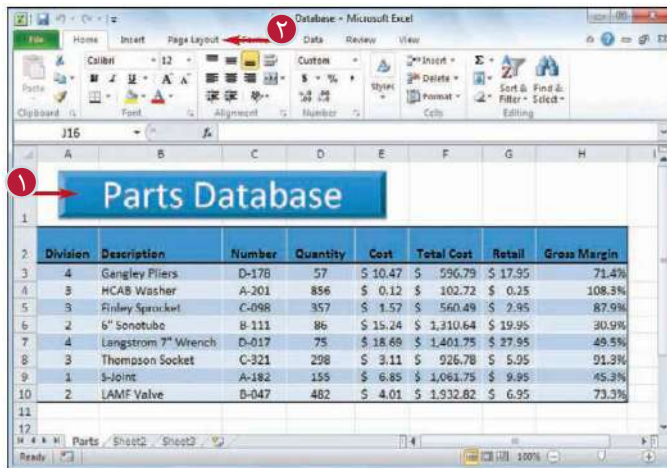 Database - Microsoft Excel
File Home Insert Page Layout Data Review View
Calibri 12 Custom Insert Σ
Paste B I U A A $ % , Styles Delete Sort & Find &
Format Filter Select
Clipboard Font Alignment Number Cells Editing
J16 fx
A B C D E F G H I
۱ Parts Database
1
۲
2 Division Description Number Quantity Cost Total Cost Retail Gross Margin
3 4 Gangley Pliers D-178 57 $ 10.47 $ 596.79 $ 17.95 71.4%
4 3 HCAB Washer A-201 856 $ 0.12 $ 102.72 $ 0.25 108.3%
5 3 Finley Sprocket C-098 357 $ 1.57 $ 560.49 $ 2.95 87.9%
6 2 6" Sonotube B-111 86 $ 15.24 $ 1,310.64 $ 19.95 30.9%
7 4 Langstrom 7" Wrench D-017 75 $ 18.69 $ 1,401.75 $ 27.95 49.5%
8 3 Thompson Socket C-321 298 $ 3.11 $ 926.78 $ 5.95 91.3%
9 1 S-Joint A-182 155 $ 6.85 $ 1,061.75 $ 9.95 45.3%
10 2 LAMF Valve B-047 482 $ 4.01 $ 1,932.82 $ 6.95 73.3%
11
12
Parts Sheet2 Sheet3
Ready 100%